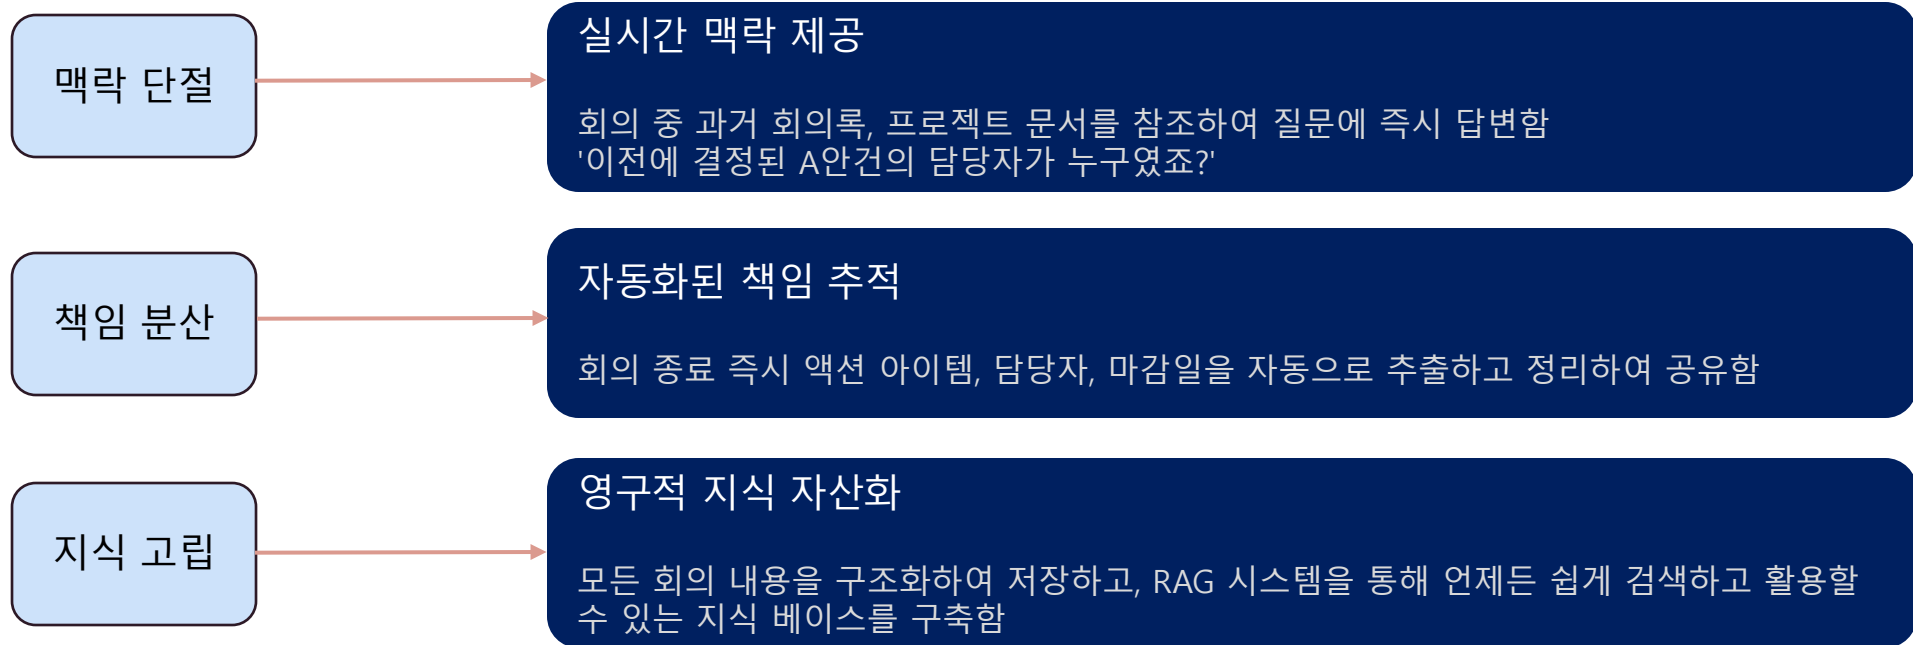 맥락 단절
실시간 맥락 제공
회의 중 과거 회의록, 프로젝트 문서를 참조하여 질문에 즉시 답변함
'이전에 결정된 A안건의 담당자가 누구였죠?'
책임 분산
자동화된 책임 추적
회의 종료 즉시 액션 아이템, 담당자, 마감일을 자동으로 추출하고 정리하여 공유함
지식 고립
영구적 지식 자산화
모든 회의 내용을 구조화하여 저장하고, RAG 시스템을 통해 언제든 쉽게 검색하고 활용할
수 있는 지식 베이스를 구축함